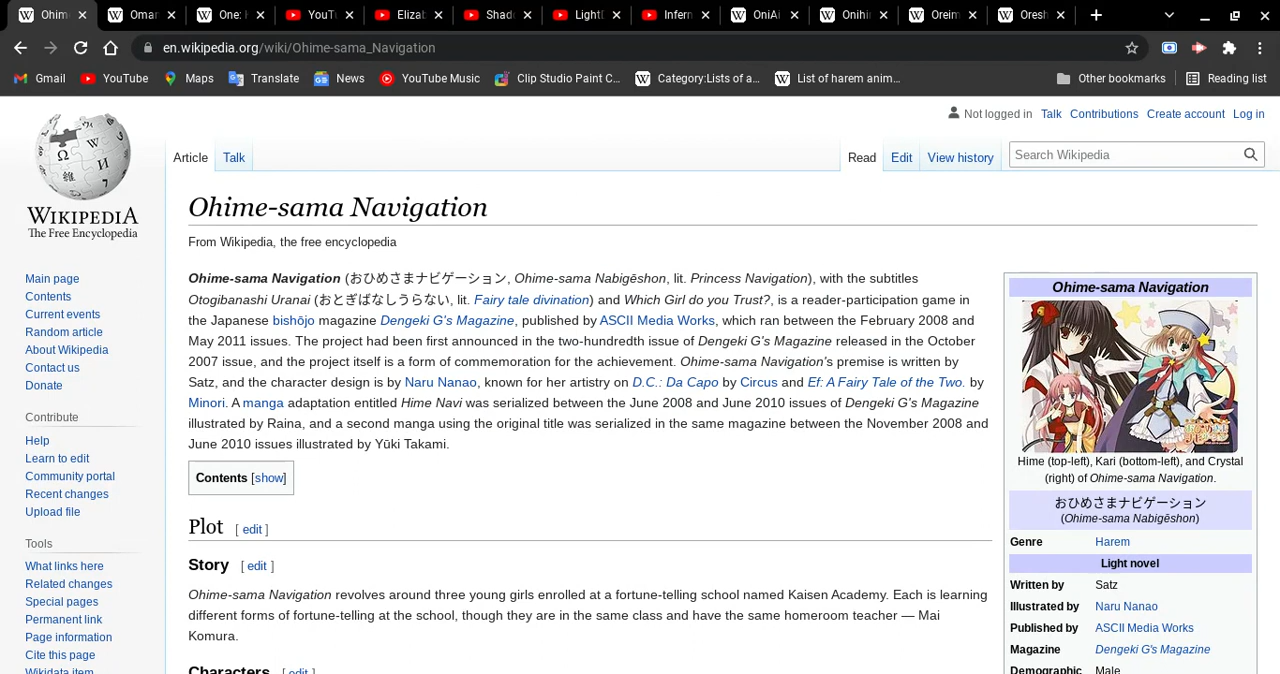 Ohim
Omar
One:
YouTu
Elizab
Shad
LightD
Infern
OniAi
Onihin
Oreim
Oresh
en.wikipedia.org/wiki/Ohime-sama_Navigation
Gmail YouTube Maps Translate News YouTube Music Clip Studio Paint C... Category:Lists of a... List of harem anim... Other bookmarks Reading list
Not logged in Talk Contributions Create account Log in
Article Talk Read Edit View history Search Wikipedia
WIKIPEDIA
The Free Encyclopedia
Main page
Contents
Current events
Random article
About Wikipedia
Contact us
Donate
Contribute
Help
Learn to edit
Community portal
Recent changes
Upload file
Tools
What links here
Related changes
Special pages
Permanent link
Page information
Cite this page
Wikidata item
Ohime-sama Navigation
From Wikipedia, the free encyclopedia
Ohime-sama Navigation (おひめさまナビゲーション, Ohime-sama Nabigēshon, lit. Princess Navigation), with the subtitles
Otogibanashi Uranai (おとぎばなしうらない, lit. Fairy tale divination) and Which Girl do you Trust?, is a reader-participation game in
the Japanese bishōjo magazine Dengeki G's Magazine, published by ASCII Media Works, which ran between the February 2008 and
May 2011 issues. The project had been first announced in the two-hundredth issue of Dengeki G's Magazine released in the October
2007 issue, and the project itself is a form of commemoration for the achievement. Ohime-sama Navigation's premise is written by
Satz, and the character design is by Naru Nanao, known for her artistry on D.C.: Da Capo by Circus and Ef: A Fairy Tale of the Two. by
Minori. A manga adaptation entitled Hime Navi was serialized between the June 2008 and June 2010 issues of Dengeki G's Magazine
illustrated by Raina, and a second manga using the original title was serialized in the same magazine between the November 2008 and
June 2010 issues illustrated by Yūki Takami.
Contents [show]
Plot [ edit ]
Story [ edit ]
Ohime-sama Navigation revolves around three young girls enrolled at a fortune-telling school named Kaisen Academy. Each is learning
different forms of fortune-telling at the school, though they are in the same class and have the same homeroom teacher — Mai
Komura.
Characters [ edit ]
Ohime-sama Navigation
Hime (top-left), Kari (bottom-left), and Crystal
(right) of Ohime-sama Navigation.
おひめさまナビゲーション
(Ohime-sama Nabigēshon)
Genre Harem
Light novel
Written by Satz
Illustrated by Naru Nanao
Published by ASCII Media Works
Magazine Dengeki G's Magazine
Demographic Male